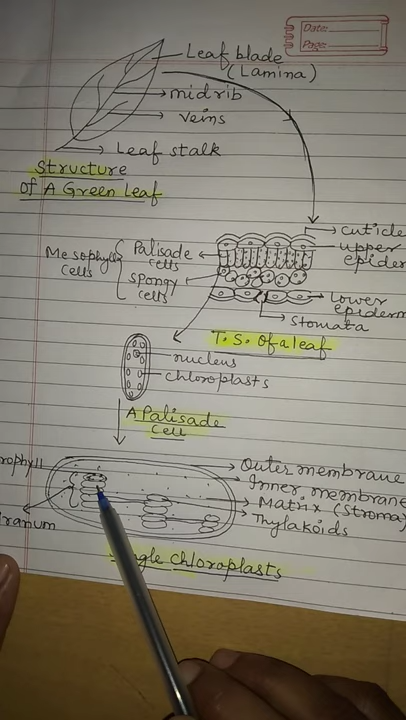 Date:
Page:
Leaf blade
(Lamina)
midrib
veins
Leaf stalk
Structure
Of A Green Leaf
cuticle
upper
epider
Mesophyll
cells
Palisade
cells
Spongy
cells
Lower
epiderm
Stomata
T. S. Of a leaf
nucleus
chloroptasts
A Palisade
Cell
rophyll
Outer membrane
Inner membrane
Matrix (Stroma)
Thylakoids
ranum
ngle Chloroplasts